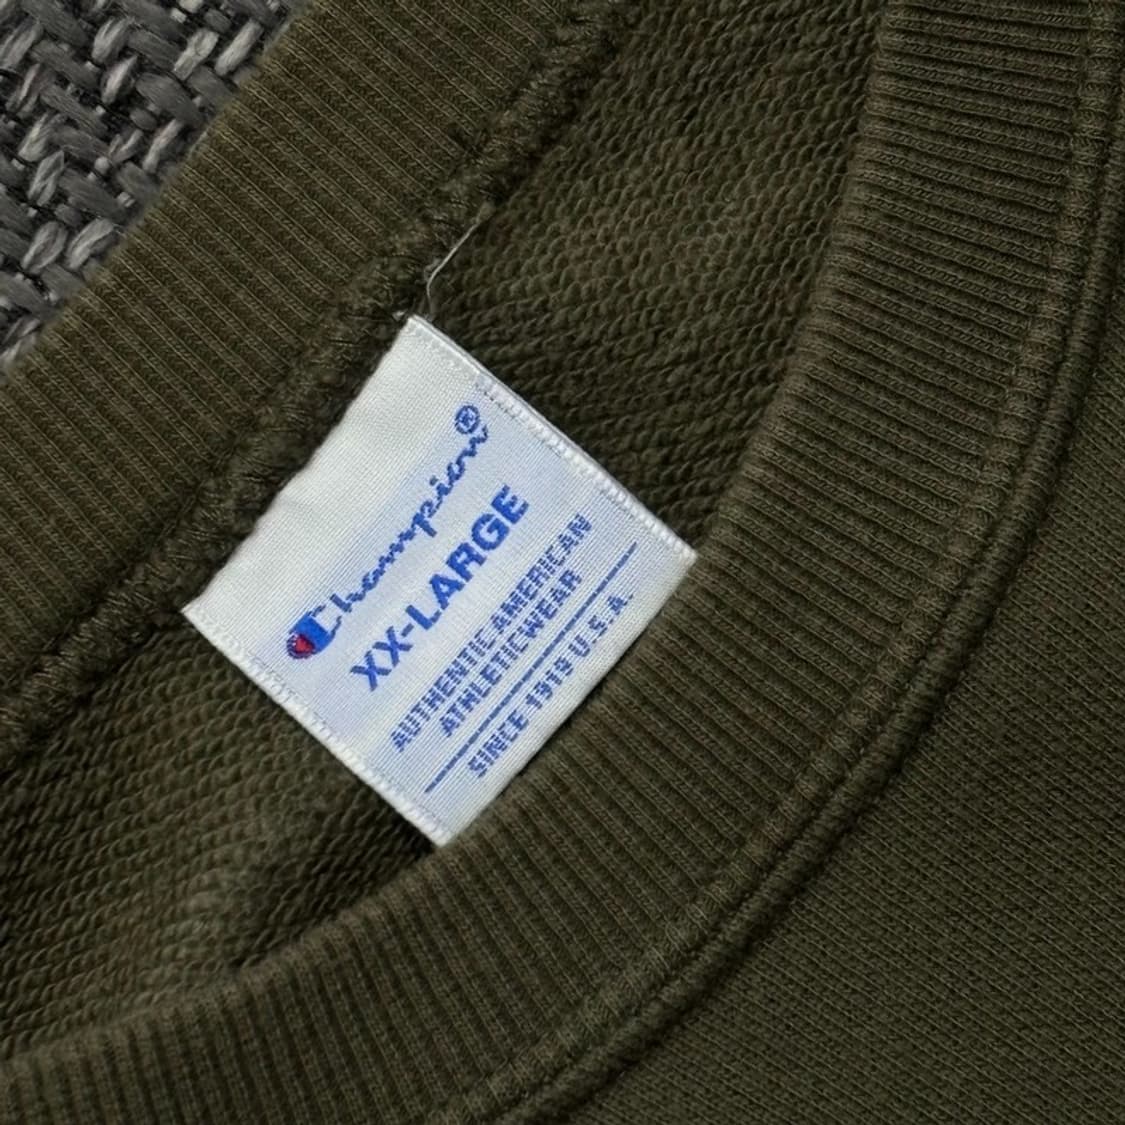 Champion®
XX-LARGE
AUTHENTIC AMERICAN
ATHLETICWEAR
SINCE 1919 U.S.A.